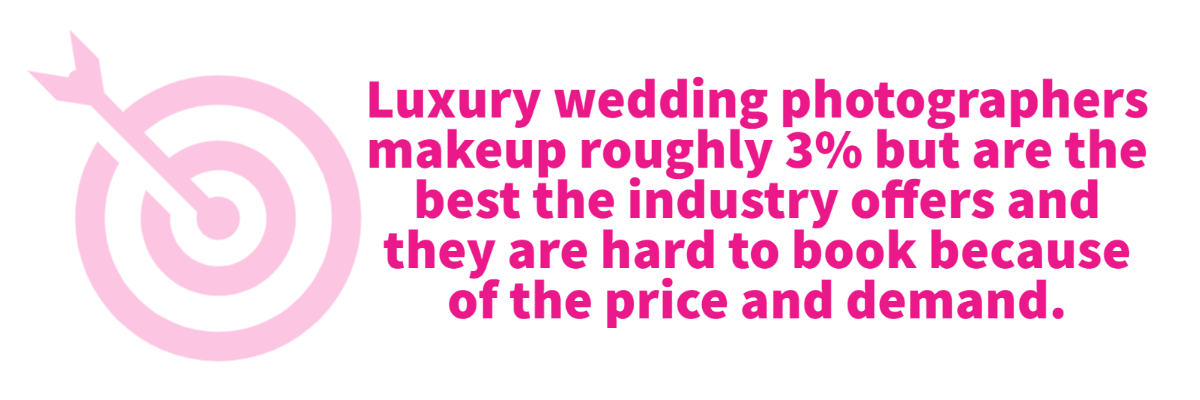 Luxury wedding photographers
makeup roughly 3% but are the
best the industry offers and
they are hard to book because
of the price and demand.